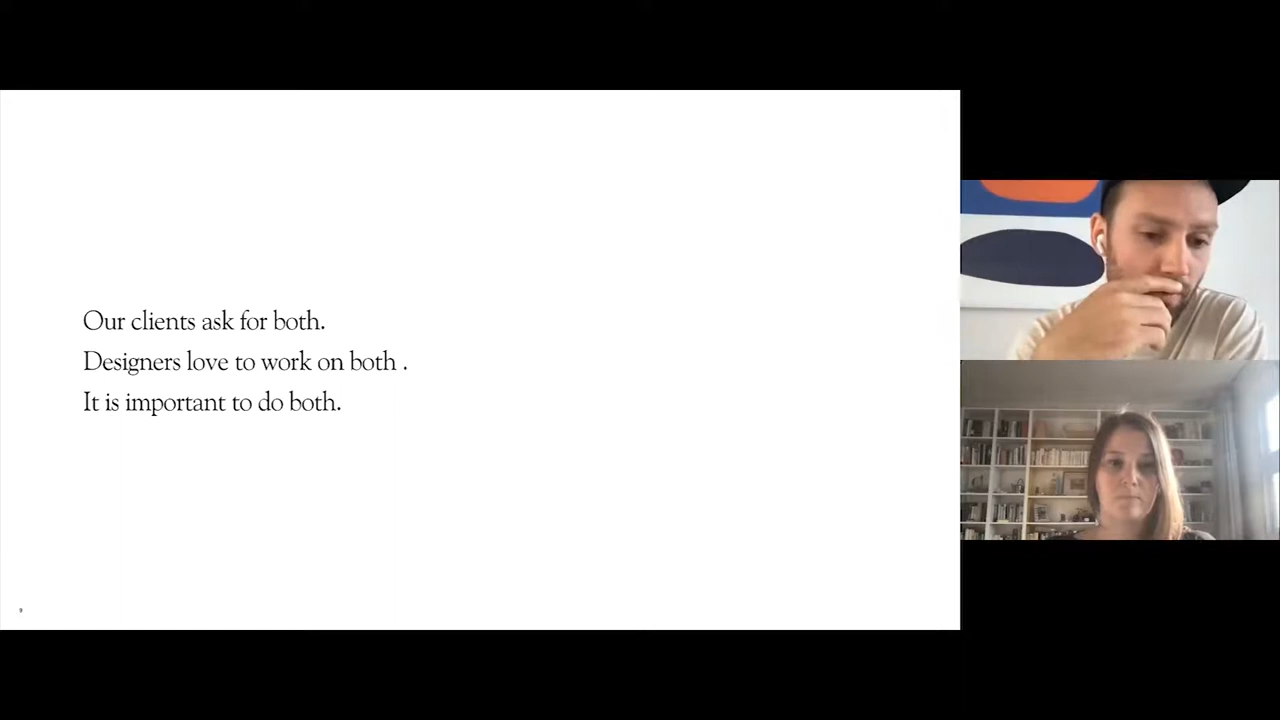 Our clients ask for both.
Designers love to work on both .
It is important to do both.